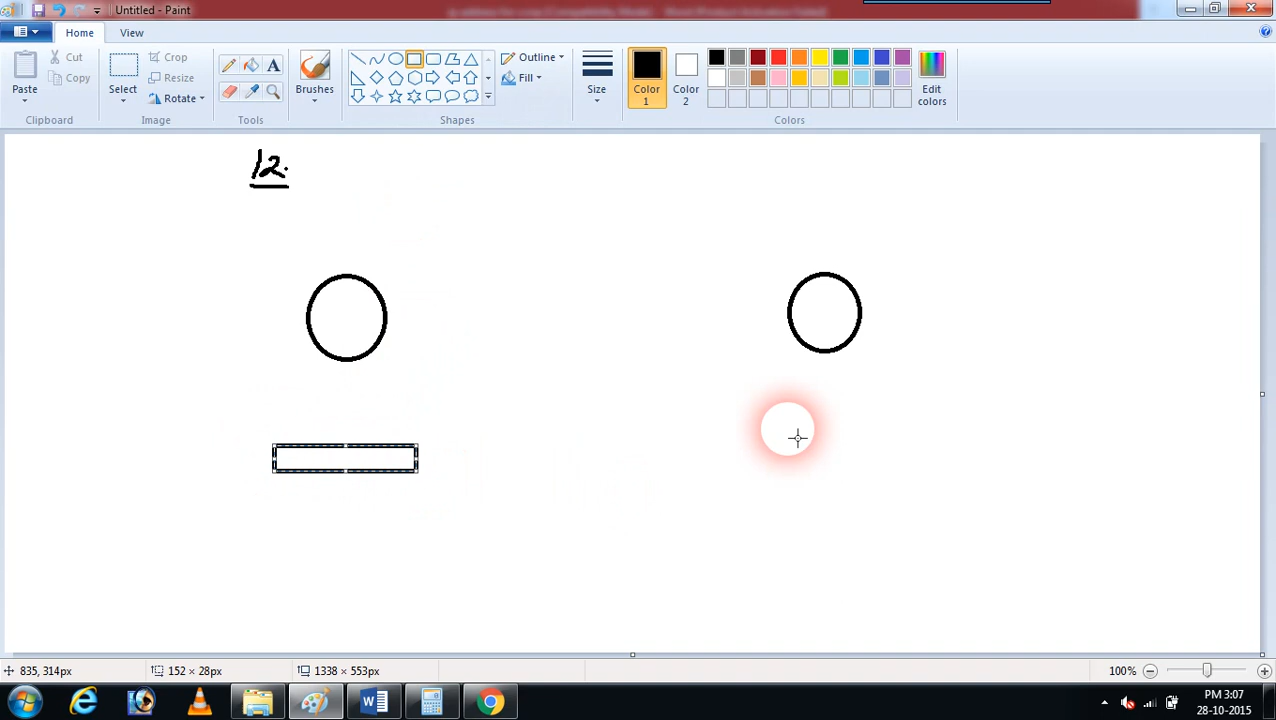 Untitled - Paint
Home
View
Paste
Cut
Copy
Clipboard
Select
Crop
Resize
Rotate
Image
Tools
Brushes
Outline
Fill
Shapes
Size
Color 1
Color 2
Edit colors
Colors
12.
835, 314px
152 × 28px
1338 × 553px
100%
PM 3:07
28-10-2015